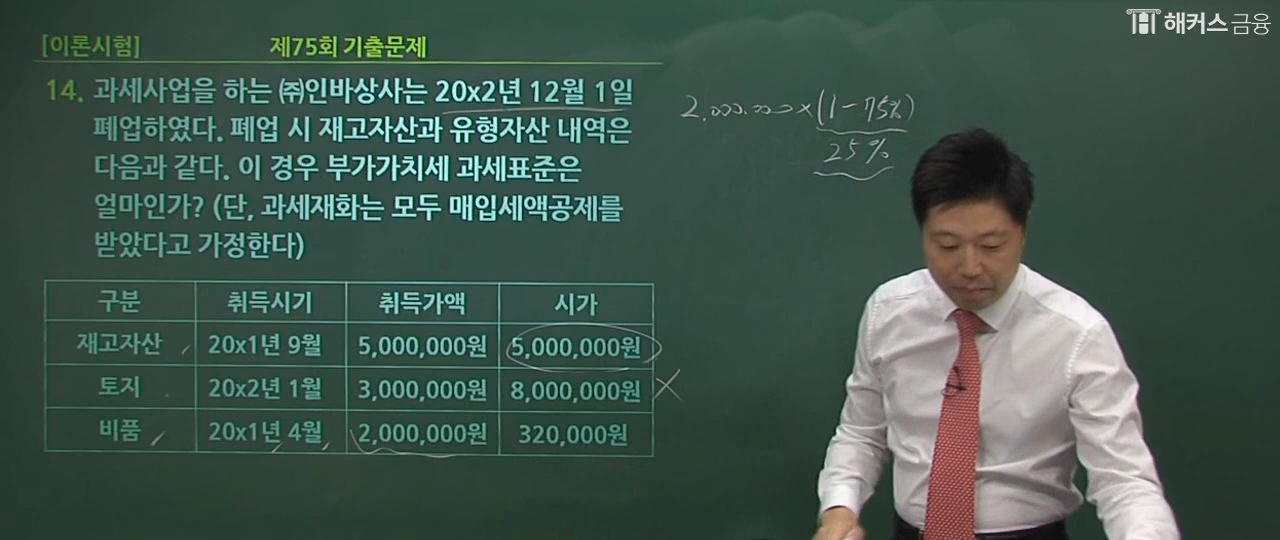 해커스 금융
[이론시험] 제75회 기출문제
14. 과세사업을 하는 ㈜인바상사는 20x2년 12월 1일
폐업하였다. 폐업 시 재고자산과 유형자산 내역은
다음과 같다. 이 경우 부가가치세 과세표준은
얼마인가? (단, 과세재화는 모두 매입세액공제를
받았다고 가정한다)
구분 취득시기 취득가액 시가
재고자산 20x1년 9월 5,000,000원 5,000,000원
토지 20x2년 1월 3,000,000원 8,000,000원
비품 20x1년 4월 2,000,000원 320,000원
2,000,000×(1-75%)
25%